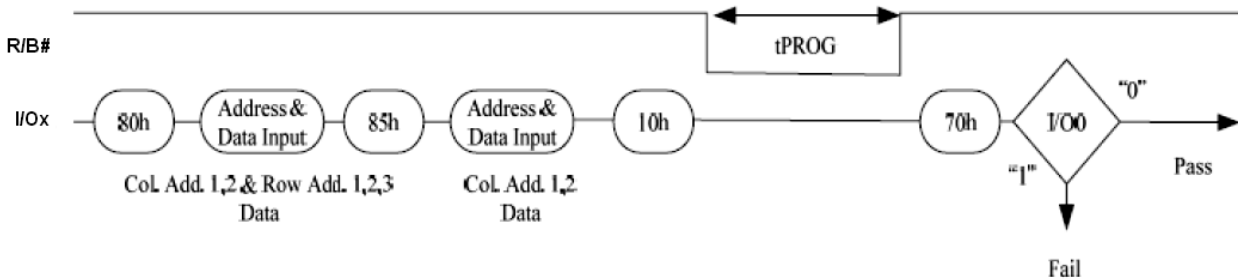 R/B#
tPROG
I/Ox
80h
Address &
Data Input
85h
Address &
Data Input
10h
70h
I/O0
"0"
"1"
Pass
Col. Add. 1,2 & Row Add. 1,2,3
Data
Col. Add. 1,2
Data
Fail